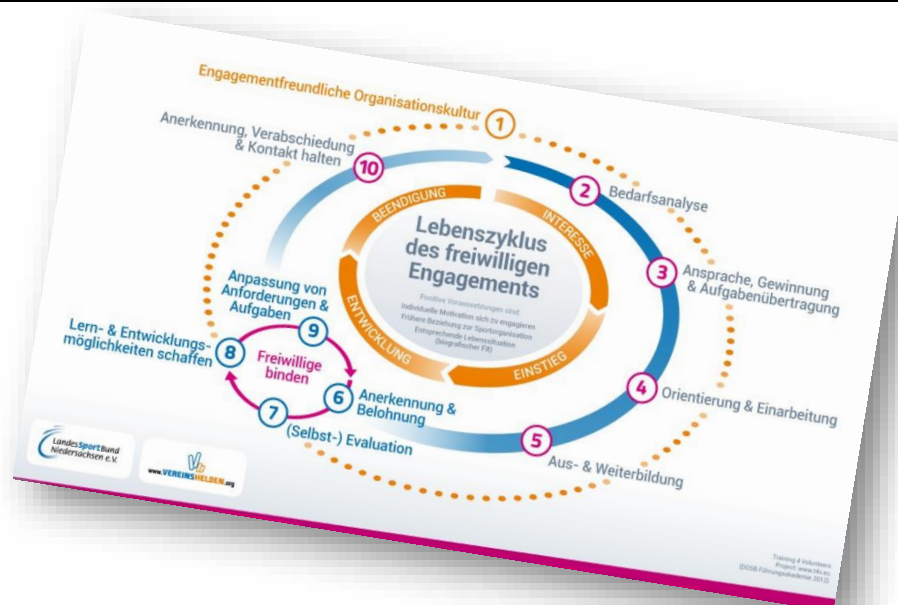 Engagementfreundliche Organisationskultur
1
Anerkennung, Verabschiedung
& Kontakt halten
10
2
Bedarfsanalyse
BEENDIGUNG
INTERESSE
Lebenszyklus
des freiwilligen
Engagements
Positive Voraussetzungen sind:
Individuelle Motivation sich zu engagieren
Frühere Beziehung zur Sportorganisation
Entsprechende Lebenssituation
(biografischer Fit)
3
Ansprache, Gewinnung
& Aufgabenübertragung
Anpassung von
Anforderungen &
Aufgaben
9
ENTWICKLUNG
EINSTIEG
Lern- & Entwicklungs-
möglichkeiten schaffen
8
Freiwillige
binden
6
Anerkennung &
Belohnung
4
Orientierung & Einarbeitung
7
(Selbst-) Evaluation
5
Aus- & Weiterbildung
LandesSportBund
Niedersachsen e.V.
www.VEREINSHELDEN.org
Training 4 Volunteers
Project: www.t4v.eu
(DOSB Führungsakademie 2012)